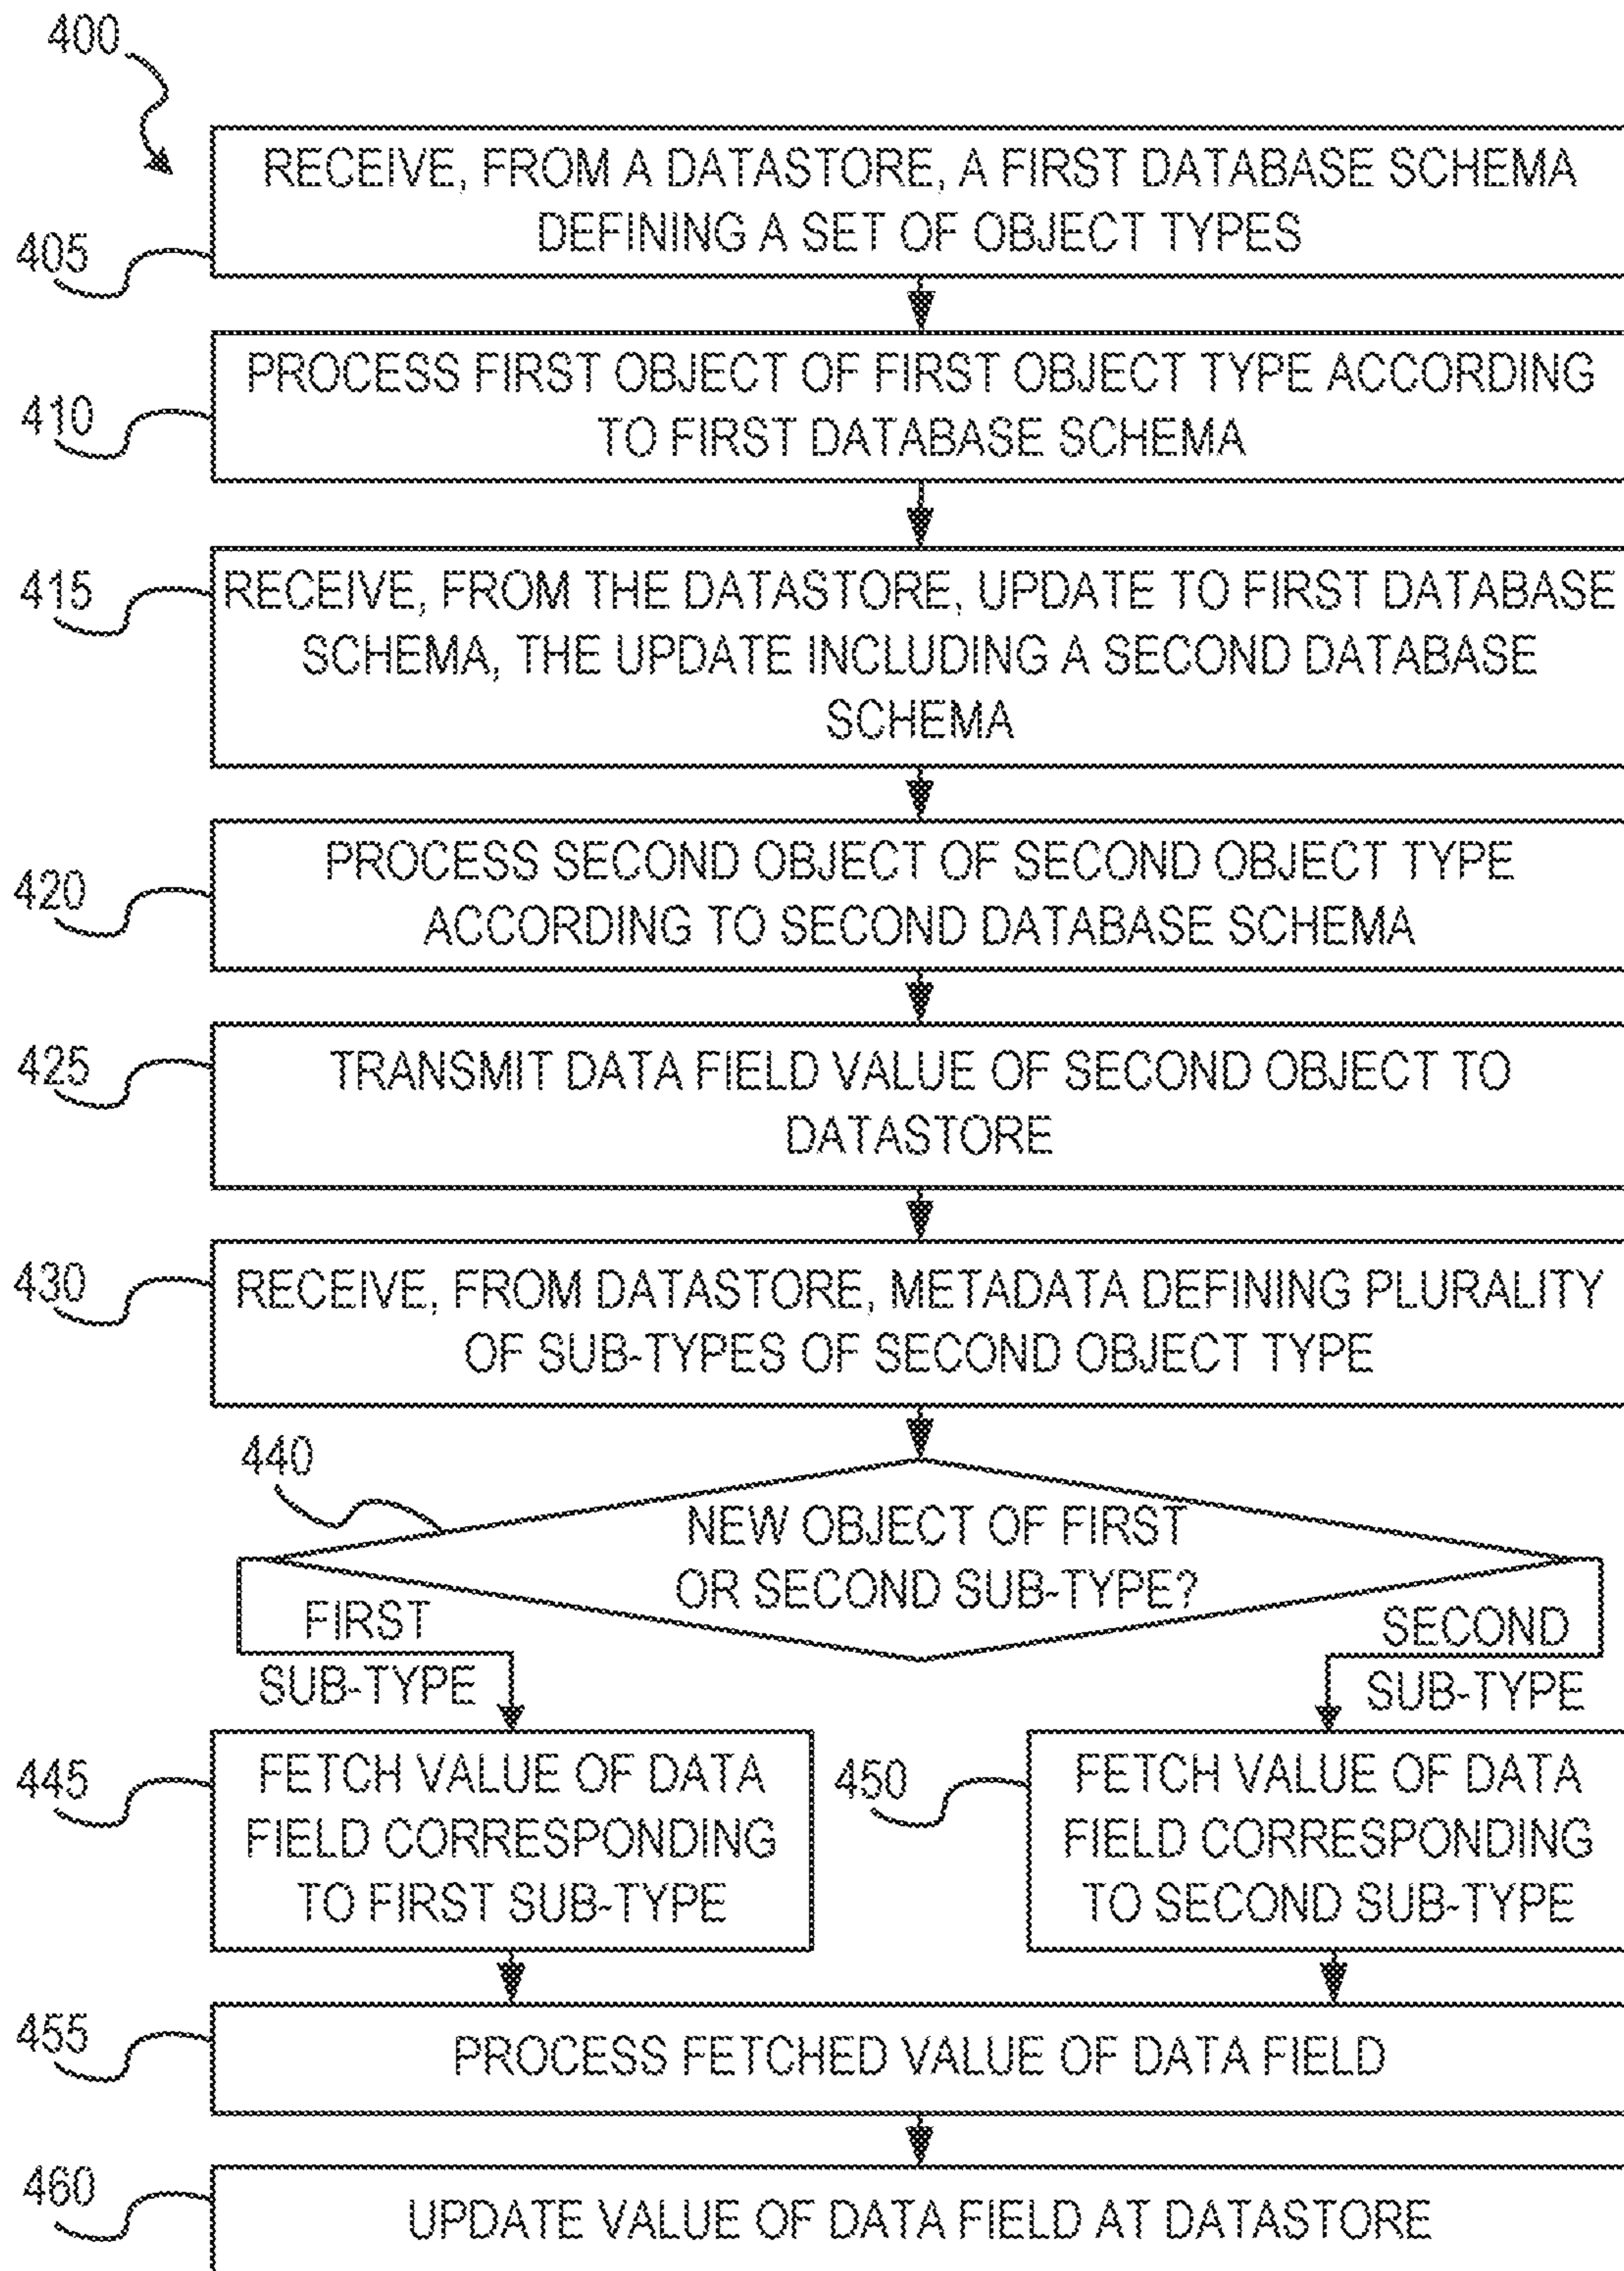 400
RECEIVE, FROM A DATASTORE, A FIRST DATABASE SCHEMA
DEFINING A SET OF OBJECT TYPES
405
PROCESS FIRST OBJECT OF FIRST OBJECT TYPE ACCORDING
TO FIRST DATABASE SCHEMA
410
RECEIVE, FROM THE DATASTORE, UPDATE TO FIRST DATABASE
SCHEMA, THE UPDATE INCLUDING A SECOND DATABASE
SCHEMA
415
PROCESS SECOND OBJECT OF SECOND OBJECT TYPE
ACCORDING TO SECOND DATABASE SCHEMA
420
TRANSMIT DATA FIELD VALUE OF SECOND OBJECT TO
DATASTORE
425
RECEIVE, FROM DATASTORE, METADATA DEFINING PLURALITY
OF SUB-TYPES OF SECOND OBJECT TYPE
430
440
NEW OBJECT OF FIRST
OR SECOND SUB-TYPE?
FIRST
SUB-TYPE
SECOND
SUB-TYPE
445
FETCH VALUE OF DATA
FIELD CORRESPONDING
TO FIRST SUB-TYPE
450
FETCH VALUE OF DATA
FIELD CORRESPONDING
TO SECOND SUB-TYPE
455
PROCESS FETCHED VALUE OF DATA FIELD
460
UPDATE VALUE OF DATA FIELD AT DATASTORE